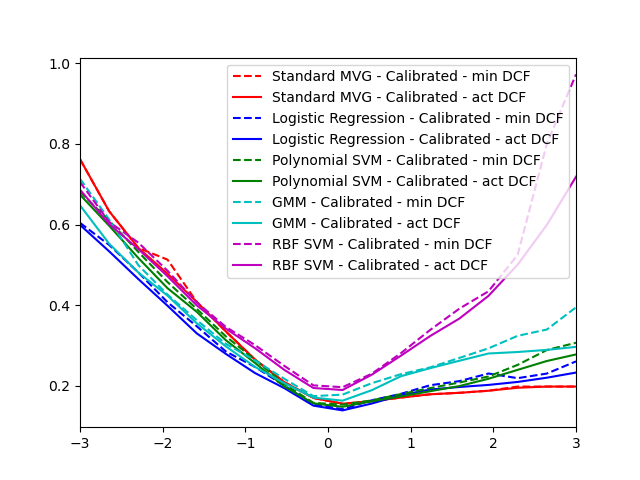 1.0
0.8
0.6
0.4
0.2
−3
−2
−1
0
1
2
3
Standard MVG - Calibrated - min DCF
Standard MVG - Calibrated - act DCF
Logistic Regression - Calibrated - min DCF
Logistic Regression - Calibrated - act DCF
Polynomial SVM - Calibrated - min DCF
Polynomial SVM - Calibrated - act DCF
GMM - Calibrated - min DCF
GMM - Calibrated - act DCF
RBF SVM - Calibrated - min DCF
RBF SVM - Calibrated - act DCF